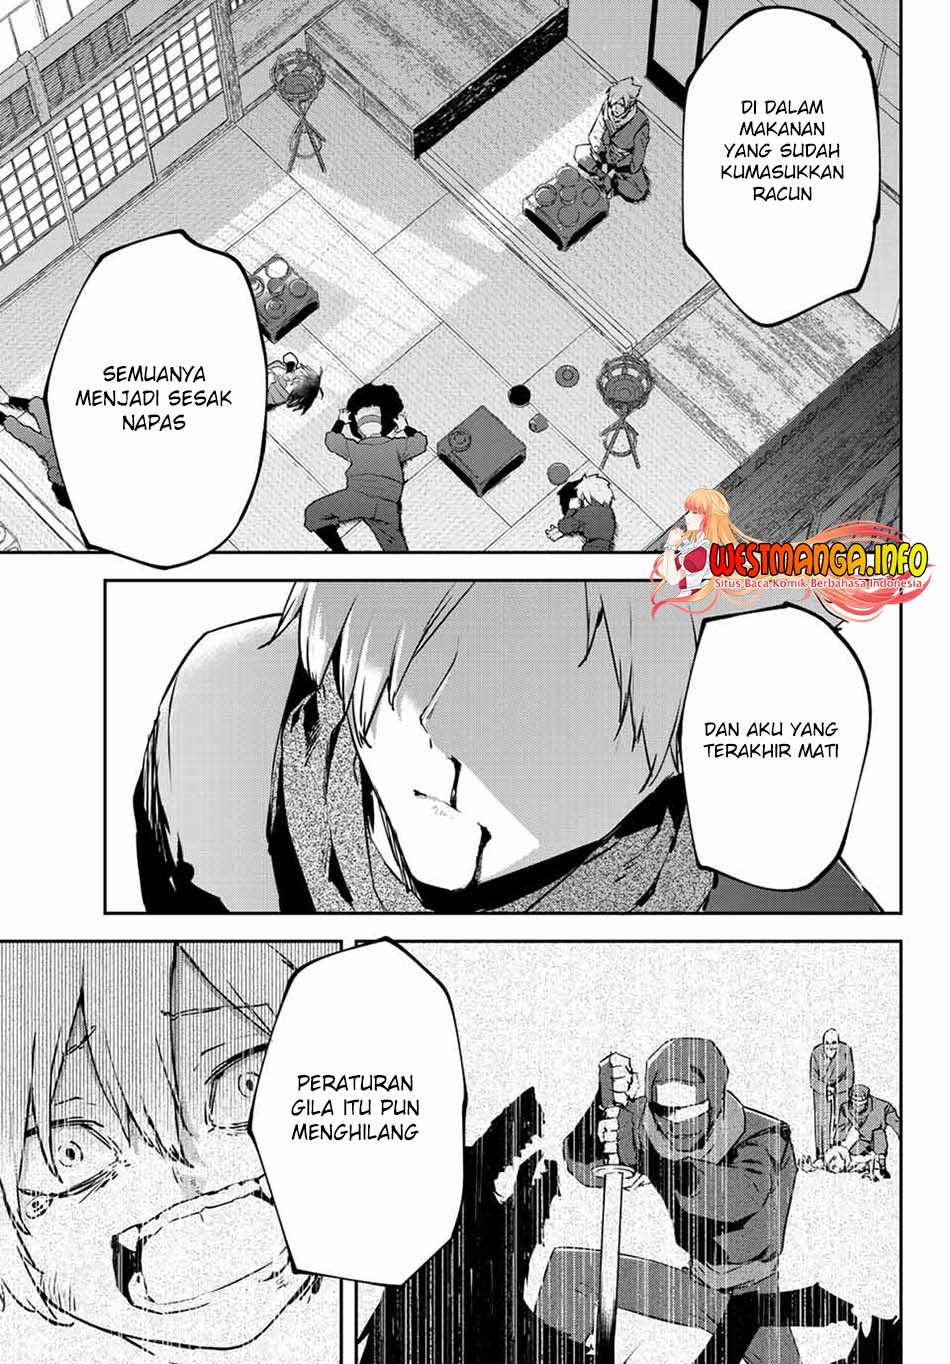 DI DALAM
MAKANAN
YANG SUDAH
KUMASUKKAN
RACUN
SEMUANYA
MENJADI SESAK
NAPAS
WESTMANGA.INFO
Situs Baca Komik Berbahasa Indonesia
DAN AKU YANG
TERAKHIR MATI
PERATURAN
GILA ITU PUN
MENGHILANG